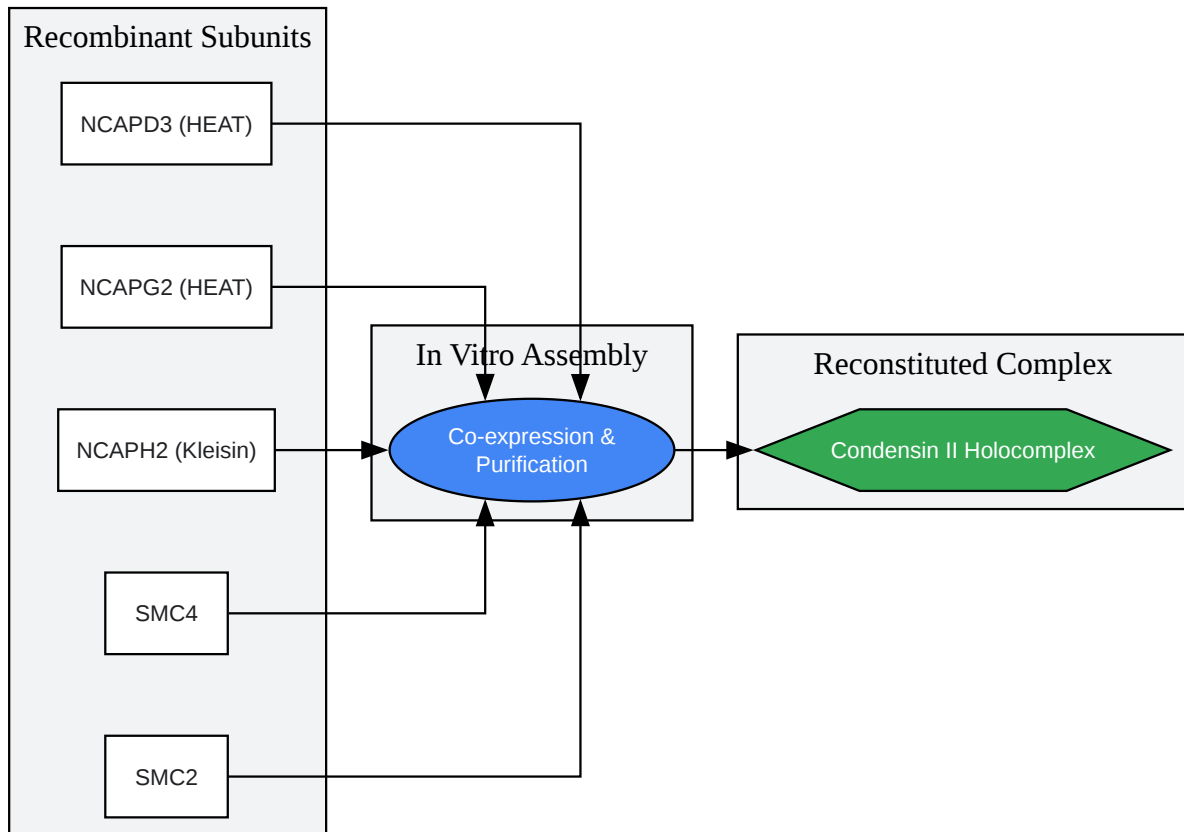 Recombinant Subunits
NCAPD3 (HEAT)
NCAPG2 (HEAT)
NCAPH2 (Kleisin)
SMC4
SMC2
In Vitro Assembly
Co-expression &
Purification
Reconstituted Complex
Condensin II Holocomplex